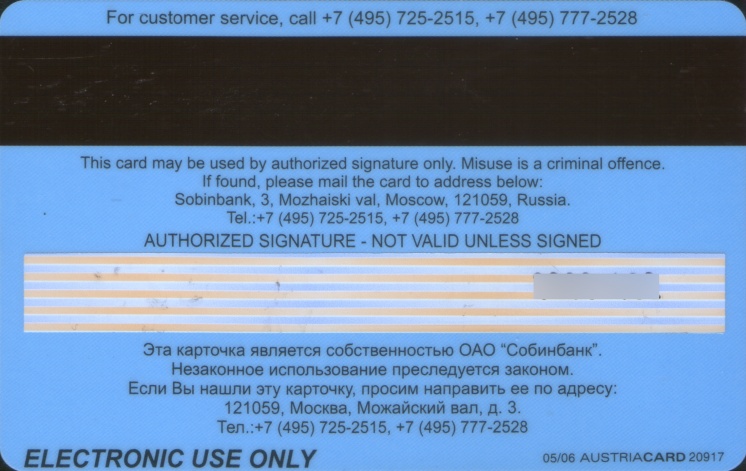 For customer service, call +7 (495) 725-2515, +7 (495) 777-2528
This card may be used by authorized signature only. Misuse is a criminal offence.
If found, please mail the card to address below:
Sobinbank, 3, Mozhaiski val, Moscow, 121059, Russia.
Tel.:+7 (495) 725-2515, +7 (495) 777-2528
AUTHORIZED SIGNATURE - NOT VALID UNLESS SIGNED
Эта карточка является собственностью ОАО “Собинбанк”.
Незаконное использование преследуется законом.
Если Вы нашли эту карточку, просим направить ее по адресу:
121059, Москва, Можайский вал, д. 3.
Тел.:+7 (495) 725-2515, +7 (495) 777-2528
ELECTRONIC USE ONLY
05/06 AUSTRIACARD 20917